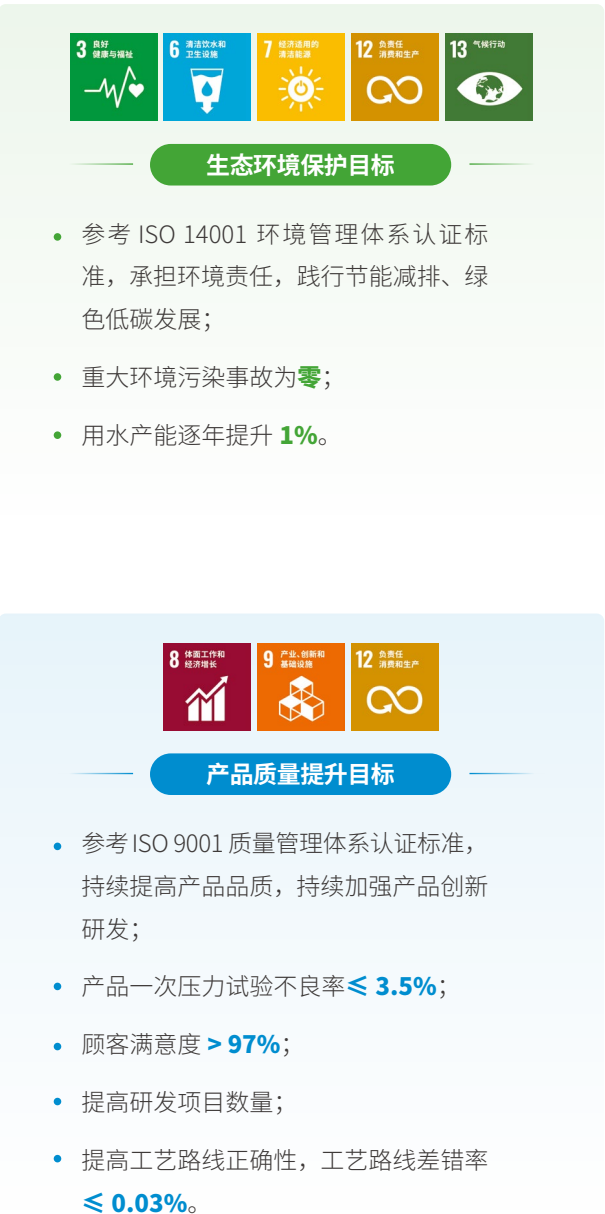 3 良好
健康与福祉
6 清洁饮水和
卫生设施
7 经济适用的
清洁能源
12 负责任
消费和生产
13 气候行动
生态环境保护目标
• 参考 ISO 14001 环境管理体系认证标
准，承担环境责任，践行节能减排、绿
色低碳发展；
• 重大环境污染事故为零；
• 用水产能逐年提升 1%。
8 体面工作和
经济增长
9 产业、创新和
基础设施
12 负责任
消费和生产
产品质量提升目标
• 参考 ISO 9001 质量管理体系认证标准，
持续提高产品品质，持续加强产品创新
研发；
• 产品一次压力试验不良率≤ 3.5%；
• 顾客满意度 > 97%；
• 提高研发项目数量；
• 提高工艺路线正确性，工艺路线差错率
≤ 0.03%。